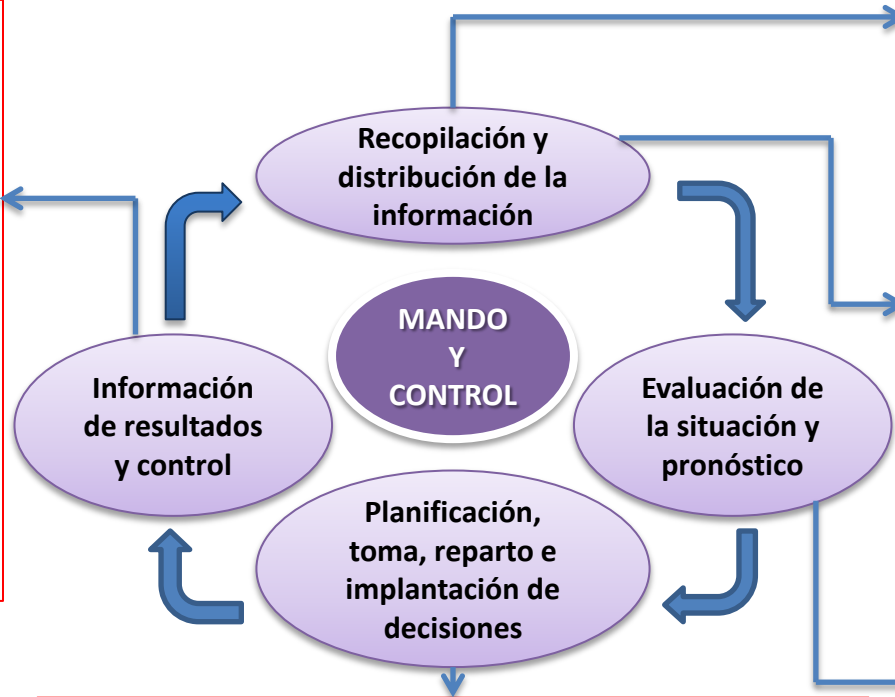 Recopilación y
distribución de la
información
MANDO
Y
CONTROL
Información
de resultados
y control
Evaluación de
la situación y
pronóstico
Planificación,
toma, reparto e
implantación de
decisiones